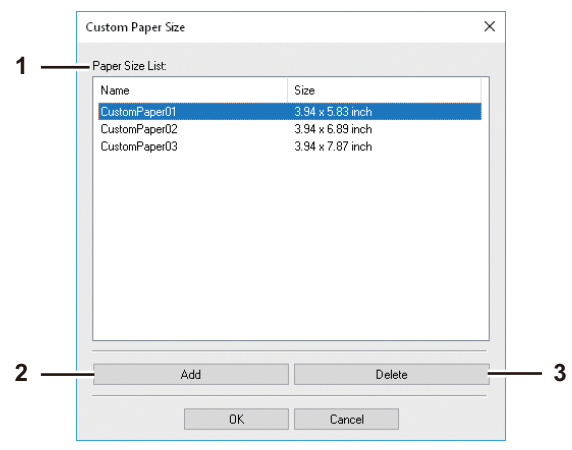 Custom Paper Size
1
Paper Size List:
Name Size
CustomPaper01 3.94 x 5.83 inch
CustomPaper02 3.94 x 6.89 inch
CustomPaper03 3.94 x 7.87 inch
2 Add Delete 3
OK Cancel